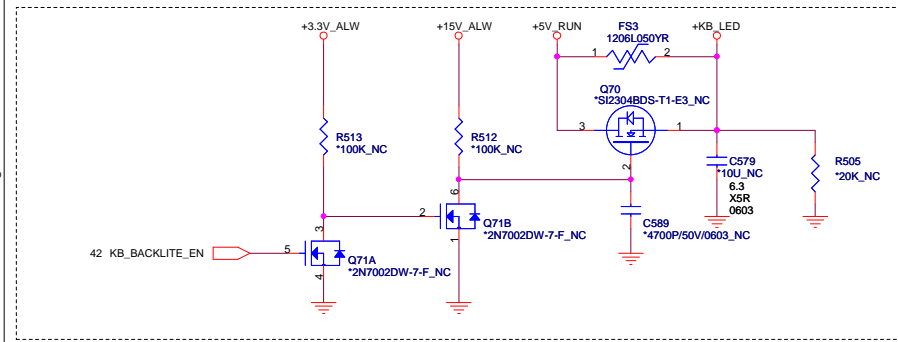 +3.3V_ALW
+15V_ALW
+5V_RUN
+KB_LED
FS3
1206L050YR
1
2
Q70
*SI2304BDS-T1-E3_NC
3
1
2
R513
*100K_NC
R512
*100K_NC
C579
*10U_NC
6.3
X5R
0603
R505
*20K_NC
C589
*4700P/50V/0603_NC
6
2
1
Q71B
*2N7002DW-7-F_NC
3
5
4
Q71A
*2N7002DW-7-F_NC
42 KB_BACKLITE_EN